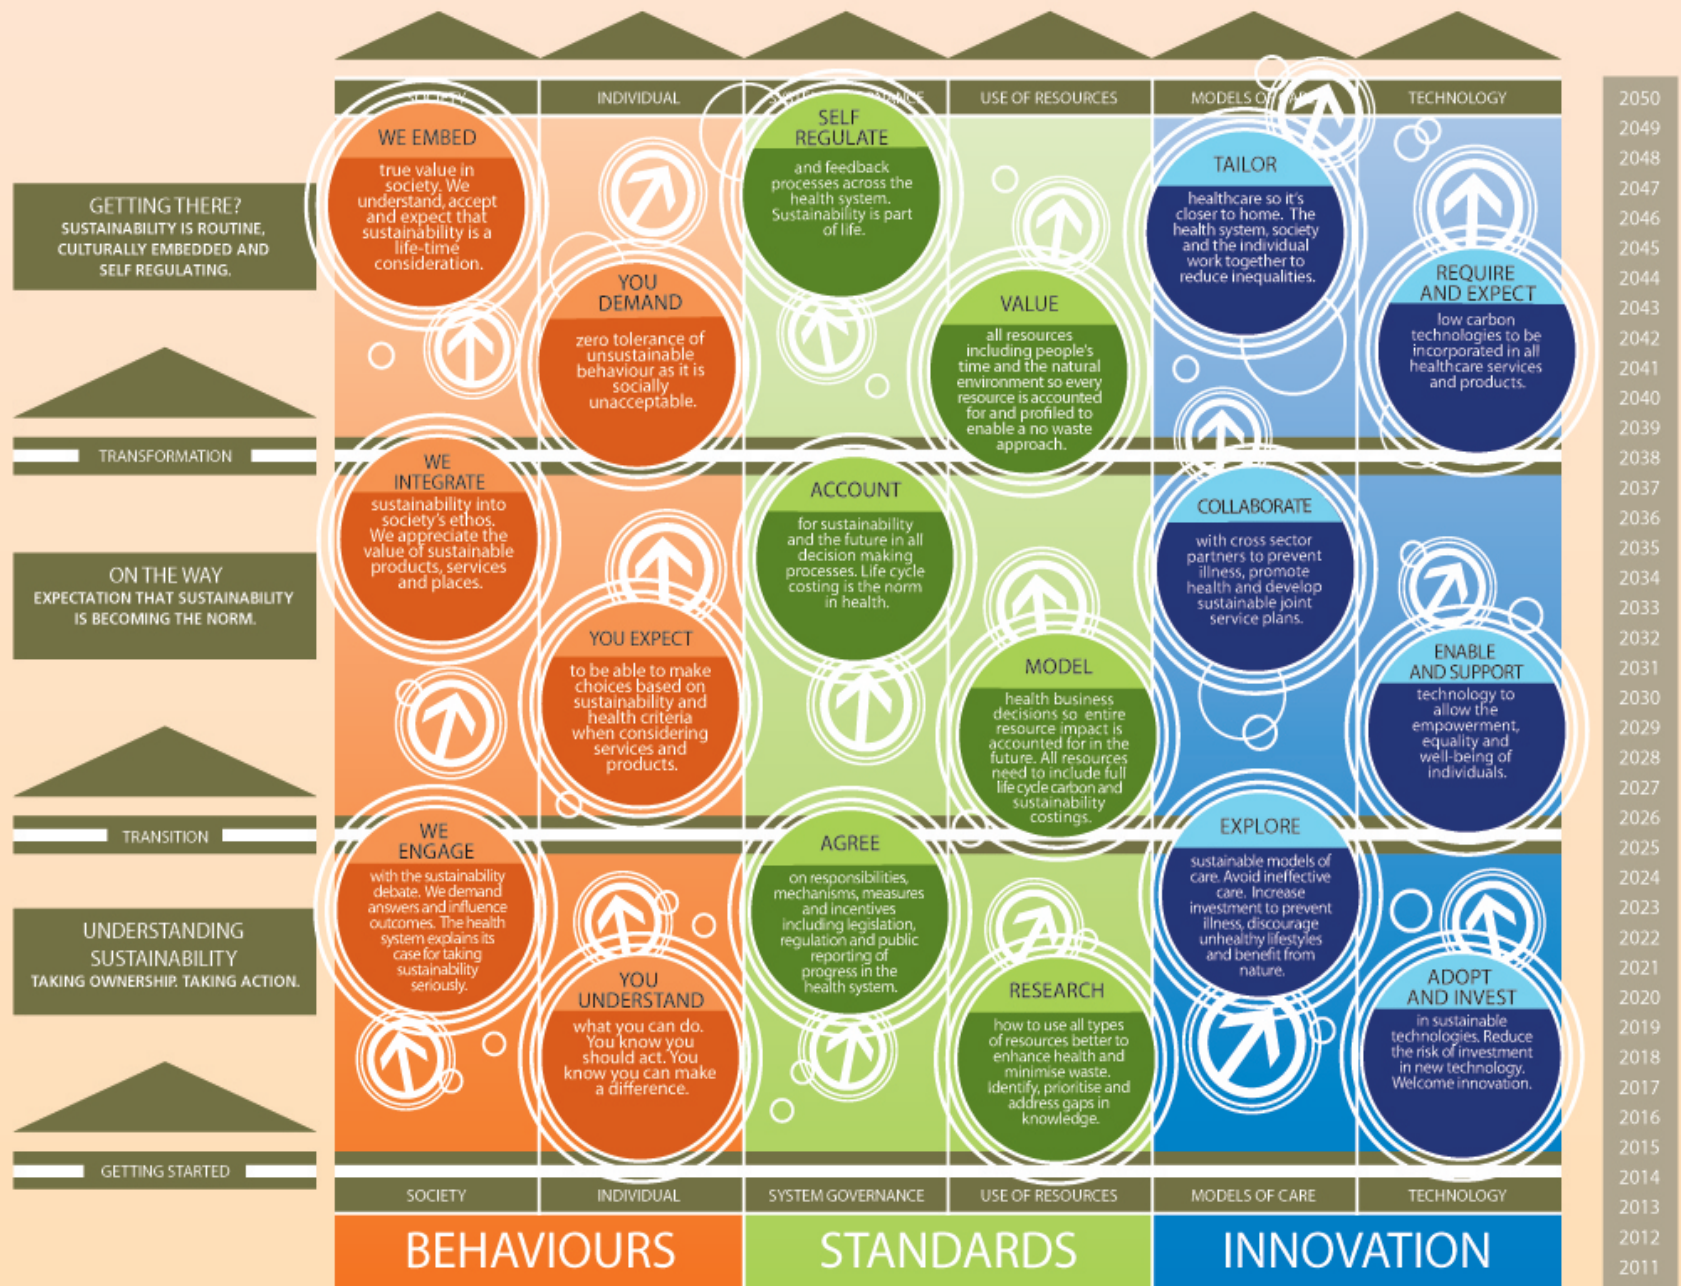 SOCIETY
INDIVIDUAL
USE OF RESOURCES
MODELS OF CARE
TECHNOLOGY
GETTING THERE?
SUSTAINABILITY IS ROUTINE,
CULTURALLY EMBEDDED AND
SELF REGULATING.
WE EMBED
true value in
society. We
understand, accept
and expect that
sustainability is a
life-time
consideration.
YOU
DEMAND
zero tolerance of
unsustainable
behaviour as it is
socially
unacceptable.
SELF
REGULATE
and feedback
processes across the
health system.
Sustainability is part
of life.
VALUE
all resources
including people's
time and the natural
environment so every
resource is accounted
for and profiled to
enable a no waste
approach.
TAILOR
healthcare so it's
closer to home. The
health system, society
and the individual
work together to
reduce inequalities.
REQUIRE
AND EXPECT
low carbon
technologies to be
incorporated in all
healthcare services
and products.
TRANSFORMATION
ON THE WAY
EXPECTATION THAT SUSTAINABILITY
IS BECOMING THE NORM.
WE
INTEGRATE
sustainability into
society's ethos.
We appreciate the
value of sustainable
products, services
and places.
YOU EXPECT
to be able to make
choices based on
sustainability and
health criteria
when considering
services and
products.
ACCOUNT
for sustainability
and the future in all
decision making
processes. Life cycle
costing is the norm
in health.
MODEL
health business
decisions so entire
resource impact is
accounted for in the
future. All resources
need to include full
life cycle carbon and
sustainability
costings.
COLLABORATE
with cross sector
partners to prevent
illness, promote
health and develop
sustainable joint
service plans.
ENABLE
AND SUPPORT
technology to
allow the
empowerment,
equality and
well-being of
individuals.
TRANSITION
UNDERSTANDING
SUSTAINABILITY
TAKING OWNERSHIP. TAKING ACTION.
WE
ENGAGE
with the sustainability
debate. We demand
answers and influence
outcomes. The health
system explains its
case for taking
sustainability
seriously.
YOU
UNDERSTAND
what you can do.
You know you
should act. You
know you can make
a difference.
AGREE
on responsibilities,
mechanisms, measures
and incentives
including legislation,
regulation and public
reporting of
progress in the
health system.
RESEARCH
how to use all types
of resources better to
enhance health and
minimise waste.
Identify, prioritise and
address gaps in
knowledge.
EXPLORE
sustainable models of
care. Avoid ineffective
care. Increase
investment to prevent
illness, discourage
unhealthy lifestyles
and benefit from
nature.
ADOPT
AND INVEST
in sustainable
technologies. Reduce
the risk of investment
in new technology.
Welcome innovation.
GETTING STARTED
SOCIETY
INDIVIDUAL
SYSTEM GOVERNANCE
USE OF RESOURCES
MODELS OF CARE
TECHNOLOGY
BEHAVIOURS
STANDARDS
INNOVATION
2050
2049
2048
2047
2046
2045
2044
2043
2042
2041
2040
2039
2038
2037
2036
2035
2034
2033
2032
2031
2030
2029
2028
2027
2026
2025
2024
2023
2022
2021
2020
2019
2018
2017
2016
2015
2014
2013
2012
2011